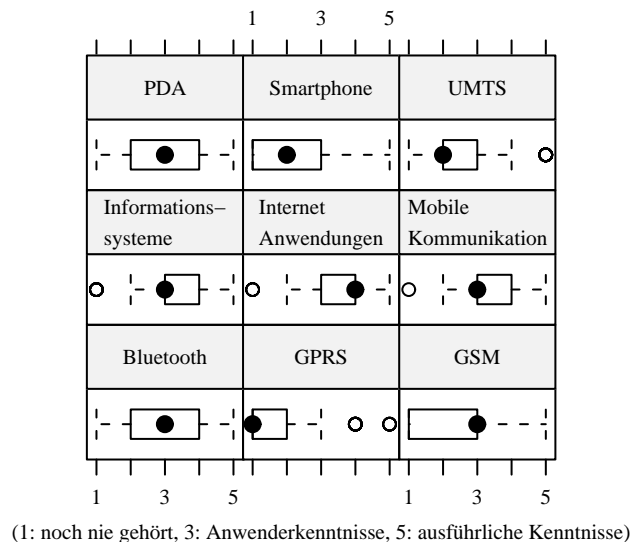 1 3 5
PDA Smartphone UMTS
Informations− Internet Mobile
systeme Anwendungen Kommunikation
Bluetooth GPRS GSM
1 3 5 1 3 5
(1: noch nie gehört, 3: Anwenderkenntnisse, 5: ausführliche Kenntnisse)